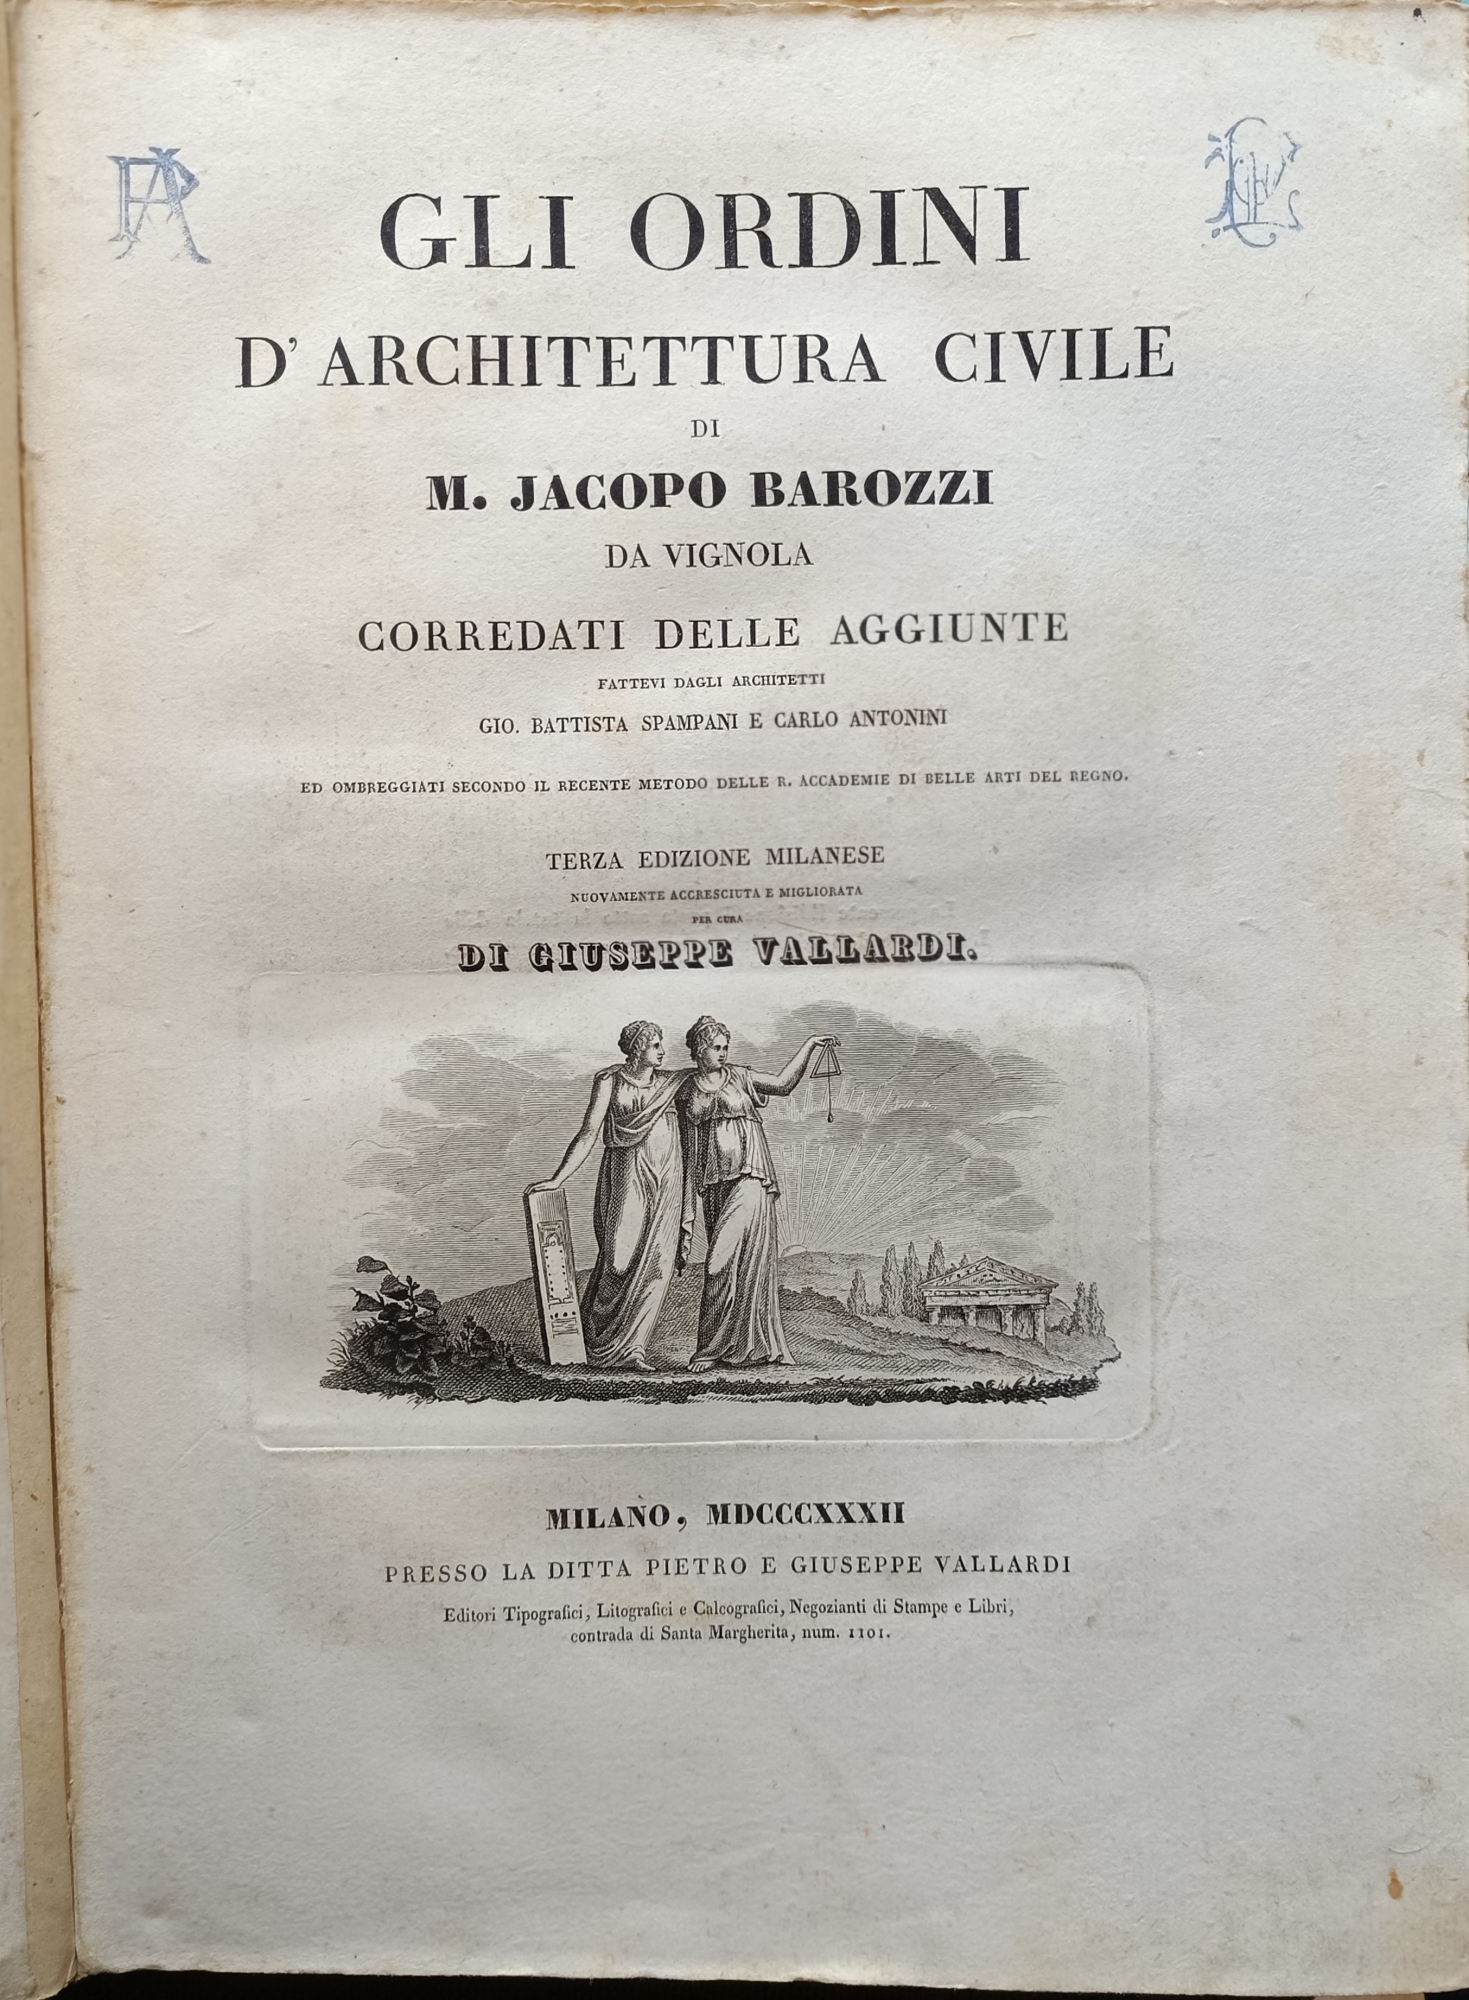 GLI ORDINI
D'ARCHITETTURA CIVILE
DI
M. JACOPO BAROZZI
DA VIGNOLA
CORREDATI DELLE AGGIUNTE
FATTEVI DAGLI ARCHITETTI
GIO. BATTISTA SPAMPANI E CARLO ANTONINI
ED OMBREGGIATI SECONDO IL RECENTE METODO DELLE R. ACCADEMIE DI BELLE ARTI DEL REGNO.
TERZA EDIZIONE MILANESE
NUOVAMENTE ACCRESCIUTA E MIGLIORATA
PER CURA
DI GIUSEPPE VALLARDI.
MILANO, MDCCCXXXII
PRESSO LA DITTA PIETRO E GIUSEPPE VALLARDI
Editori Tipografici, Litografici e Calcografici, Negozianti di Stampe e Libri,
contrada di Santa Margherita, num. 1101.